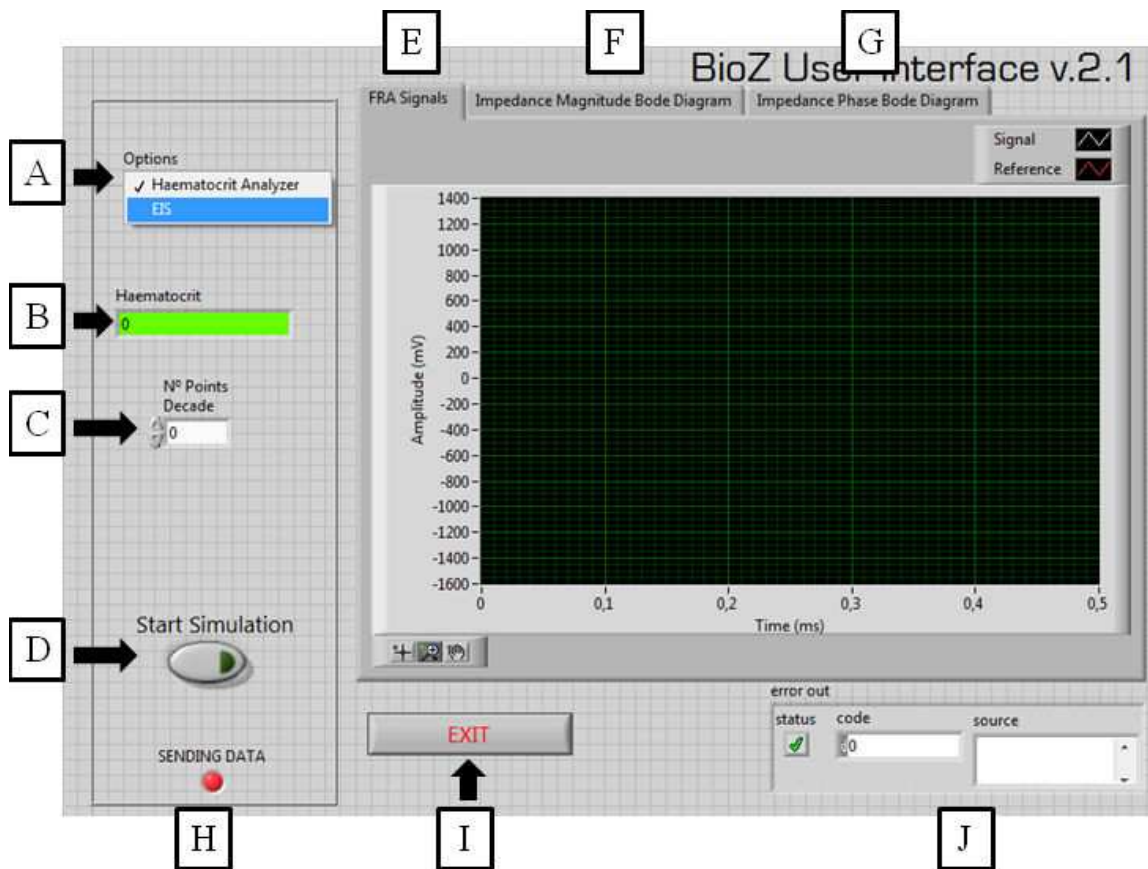 E
F
G
BioZ User Interface v.2.1
FRA Signals
Impedance Magnitude Bode Diagram
Impedance Phase Bode Diagram
Signal
Reference
A
Options
✓ Haematocrit Analyzer
EIS
B
Haematocrit
0
C
Nº Points
Decade
0
D
Start Simulation
SENDING DATA
H
Amplitude (mV)
1400
1200
1000
800
600
400
200
0
-200
-400
-600
-800
-1000
-1200
-1400
-1600
0
0,1
0,2
0,3
0,4
0,5
Time (ms)
EXIT
I
error out
status
code
source
0
J